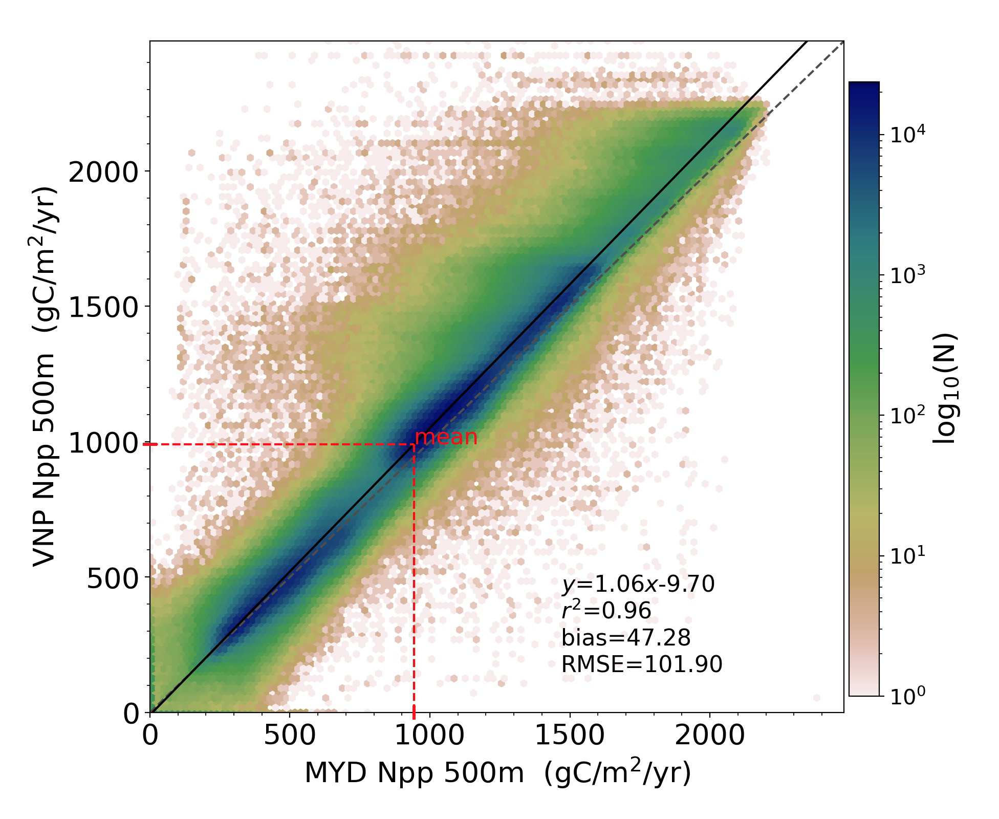 VNP Npp 500m (gC/m²/yr)
2000
1500
1000
500
0
mean
y=1.06x-9.70
r²=0.96
bias=47.28
RMSE=101.90
0 500 1000 1500 2000
MYD Npp 500m (gC/m²/yr)
10⁴
10³
10²
10¹
10⁰
log₁₀(N)